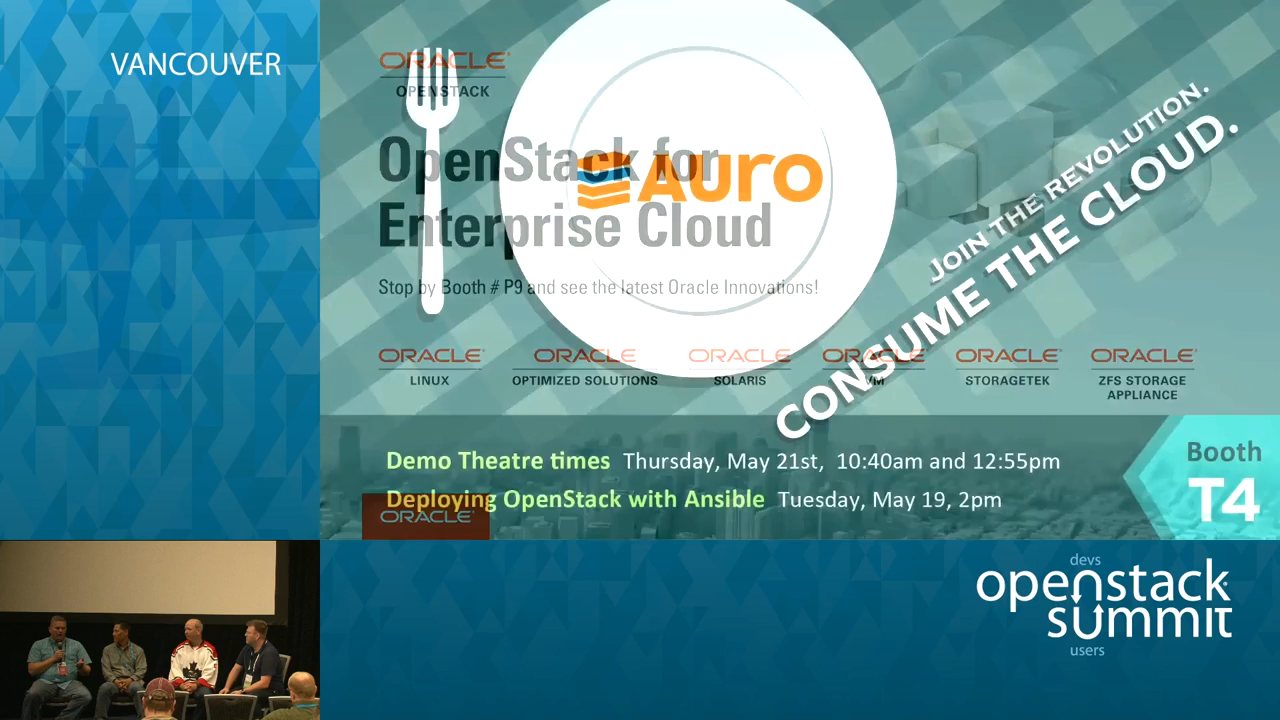 VANCOUVER
ORACLE
OPENSTACK
OpenStack for
Enterprise Cloud
Stop by Booth # P9 and see the latest Oracle Innovations!
AURO
JOIN THE REVOLUTION.
CONSUME THE CLOUD.
ORACLE
LINUX
ORACLE
OPTIMIZED SOLUTIONS
ORACLE
SOLARIS
ORACLE
VM
ORACLE
STORAGETEK
ORACLE
ZFS STORAGE
APPLIANCE
Demo Theatre times Thursday, May 21st, 10:40am and 12:55pm
Deploying OpenStack with Ansible Tuesday, May 19, 2pm
ORACLE
Booth
T4
devs
openstack
summit
users